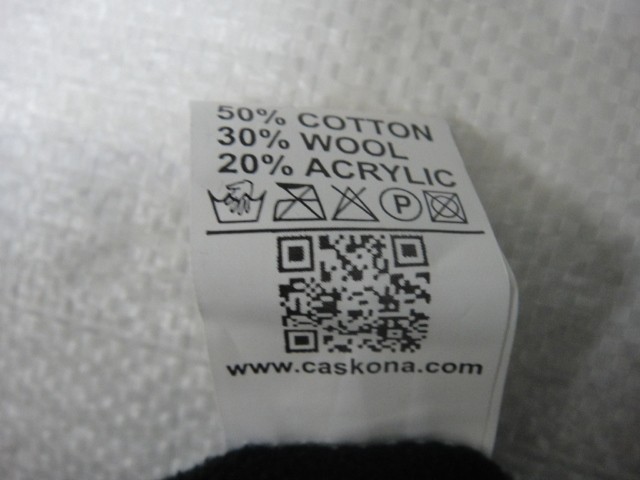 50% COTTON
30% WOOL
20% ACRYLIC
P
www.caskona.com